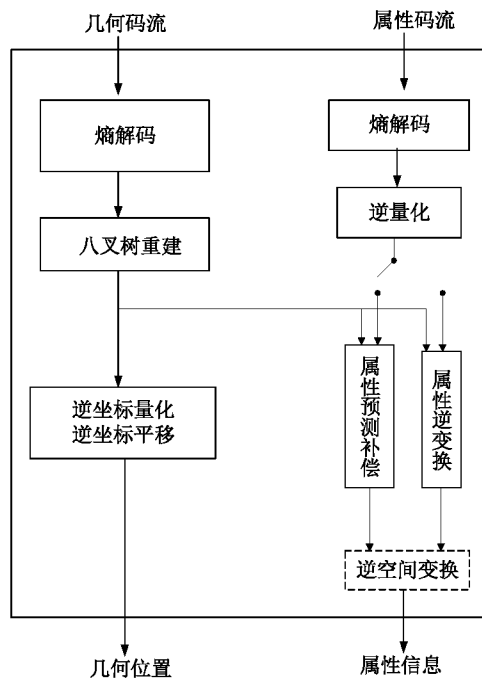 几何码流
属性码流
熵解码
熵解码
逆量化
八叉树重建
属性预测补偿
属性逆变换
逆坐标量化
逆坐标平移
逆空间变换
几何位置
属性信息